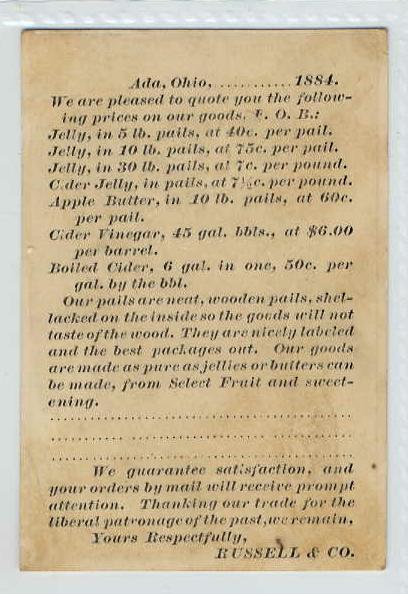 Ada, Ohio, ...........1884.
We are pleased to quote you the follow-
ing prices on our goods, F. O. B.:
Jelly, in 5 lb. pails, at 40c. per pail.
Jelly, in 10 lb. pails, at 75c. per pail.
Jelly, in 30 lb. pails, at 7c. per pound.
Cider Jelly, in pails, at 7½c. per pound.
Apple Butter, in 10 lb. pails, at 60c.
per pail.
Cider Vinegar, 45 gal. bbls., at $6.00
per barrel.
Boiled Cider, 6 gal. in one, 50c. per
gal. by the bbl.
Our pails are neat, wooden pails, shel-
lacked on the inside so the goods will not
taste of the wood. They are nicely labeled
and the best packages out. Our goods
are made as pure as jellies or butters can
be made, from Select Fruit and sweet-
ening.
We guarantee satisfaction, and
your orders by mail will receive prompt
attention. Thanking our trade for the
liberal patronage of the past, we remain,
Yours Respectfully,
RUSSELL & CO.